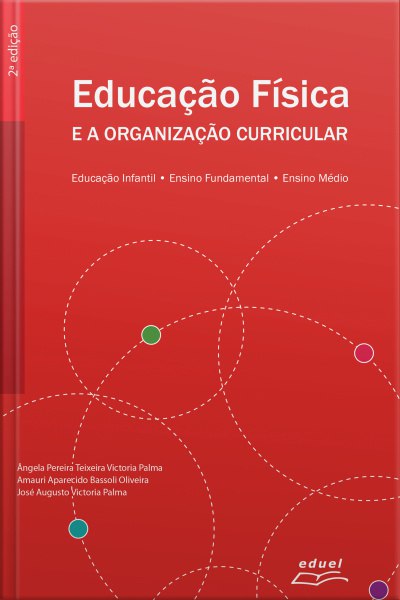 2ª edição
Educação Física
E A ORGANIZAÇÃO CURRICULAR
Educação Infantil • Ensino Fundamental • Ensino Médio
Ângela Pereira Teixeira Victoria Palma
Amauri Aparecido Bassoli Oliveira
José Augusto Victoria Palma
eduel